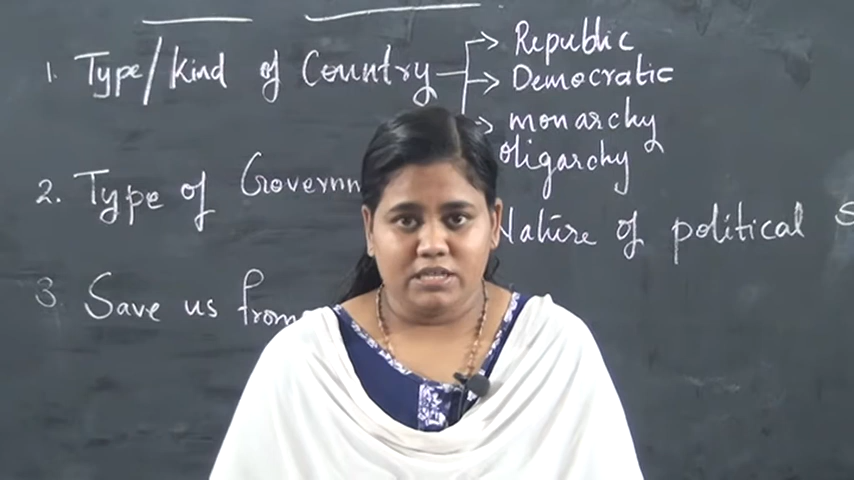 1. Type/Kind of Country → Republic
→ Democratic
→ monarchy
oligarchy
2. Type of Governm
Nature of political S
3. Save us from